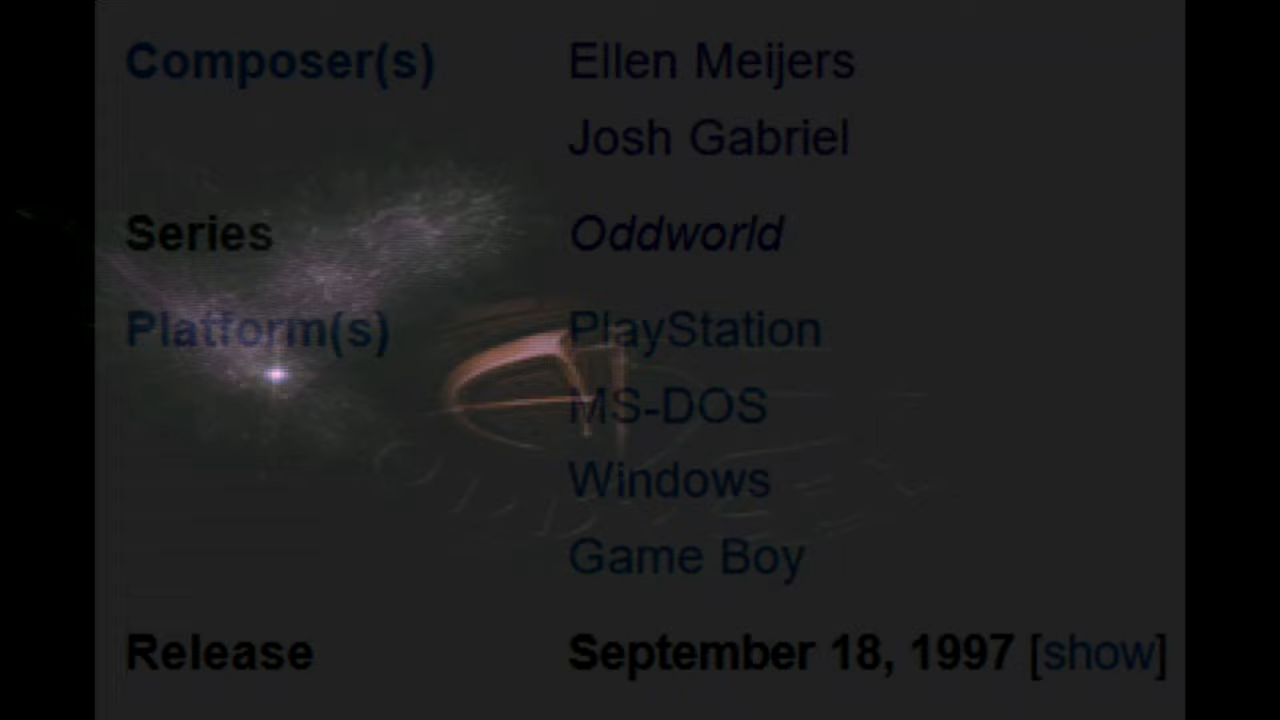 Composer(s) Ellen Meijers
Josh Gabriel
Series Oddworld
Platform(s) PlayStation
MS-DOS
Windows
Game Boy
Release September 18, 1997 [show]